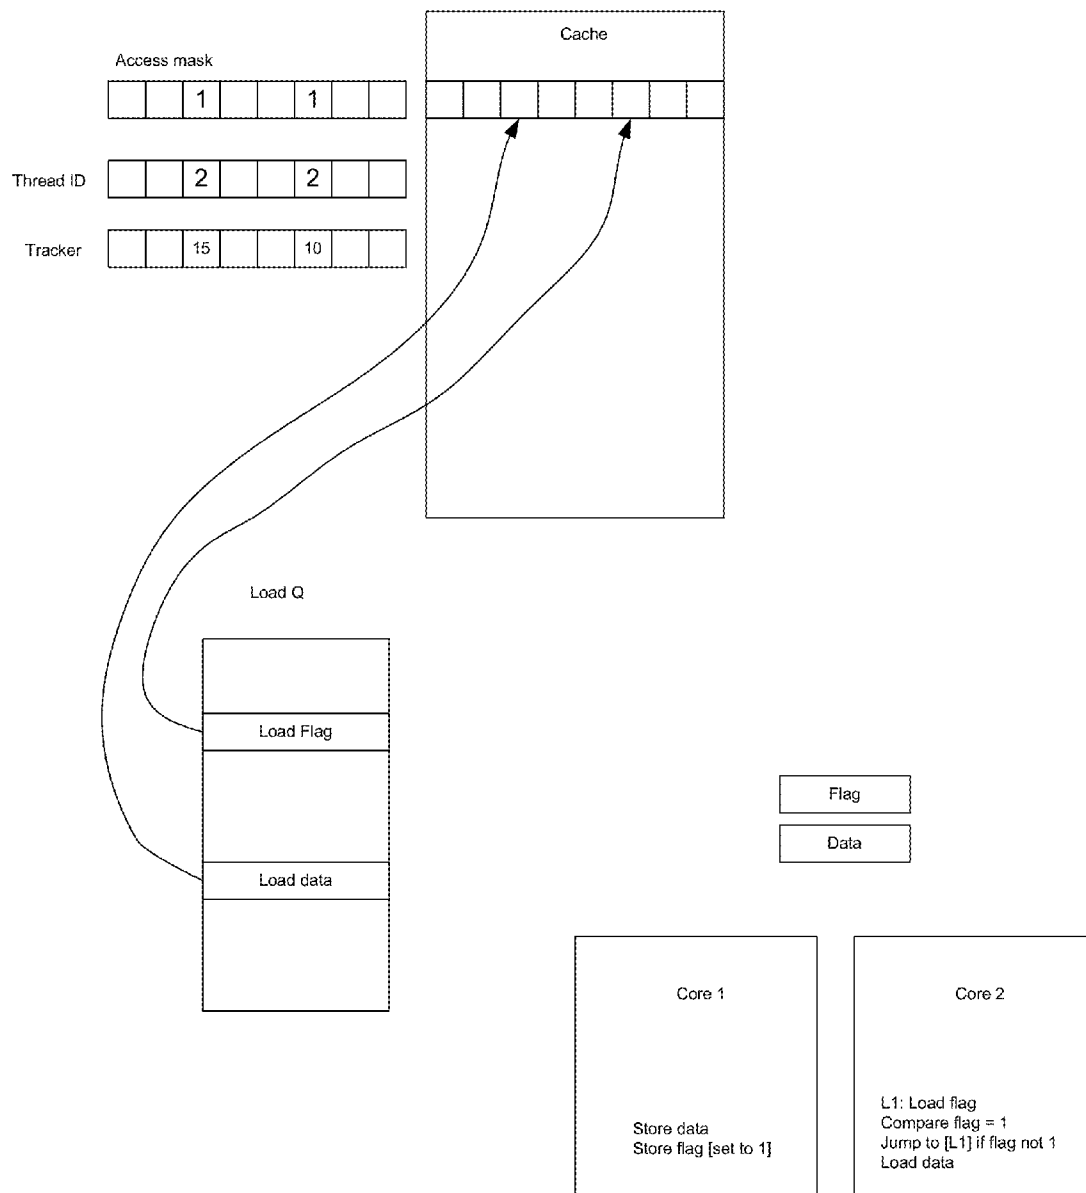 Cache
Access mask
1 1
Thread ID
2 2
Tracker
15 10
Load Q
Load Flag
Load data
Flag
Data
Core 1
Store data
Store flag [set to 1]
Core 2
L1: Load flag
Compare flag = 1
Jump to [L1] if flag not 1
Load data